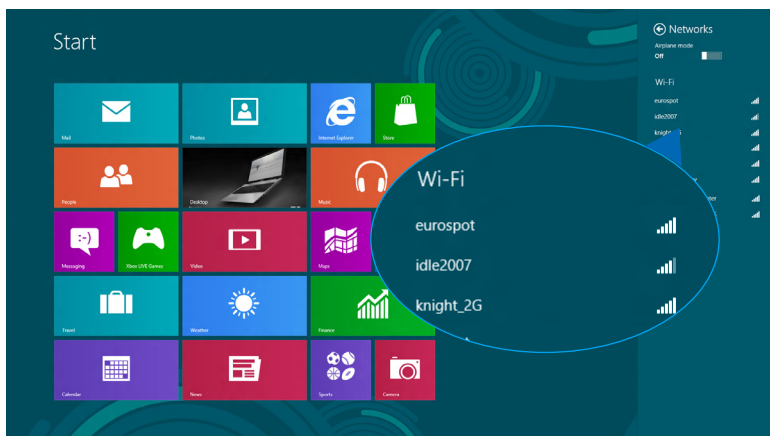 Start
Networks
Airplane mode
Off
Wi-Fi
eurospot
idle2007
Mail
Photos
Internet Explorer
Store
People
Desktop
Music
Messaging
Xbox LIVE Games
Video
Maps
Travel
Weather
Finance
Calendar
News
Sports
Camera
Wi-Fi
eurospot
idle2007
knight_2G